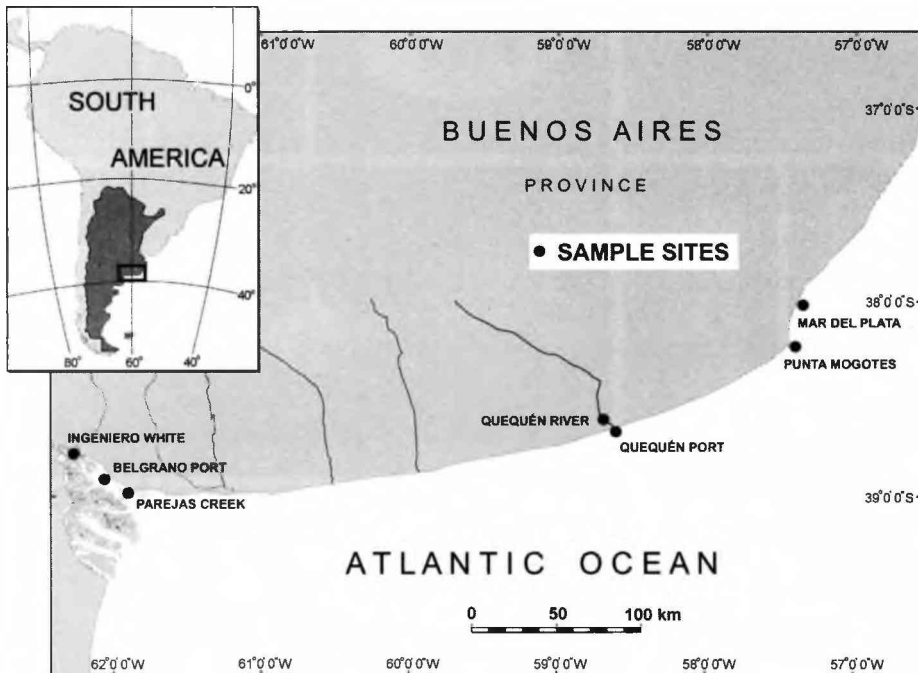 61°0'0"W
60°0'0"W
58°0'0"W
58°0'0"W
57°0'0"W
SOUTH
AMERICA
0°
20°
40°
80°
60°
40°
BUENOS AIRES
PROVINCE
● SAMPLE SITES
37°0'0"S
38°0'0"S
MAR DEL PLATA
PUNTA MOGOTES
QUEQUÉN RIVER
QUEQUÉN PORT
INGENIERO WHITE
BELGRANO PORT
PAREJAS CREEK
39°0'0"S
ATLANTIC OCEAN
0 50 100 km
62°0'0"W
61°0'0"W
60°0'0"W
58°0'0"W
58°0'0"W
57°0'0"W